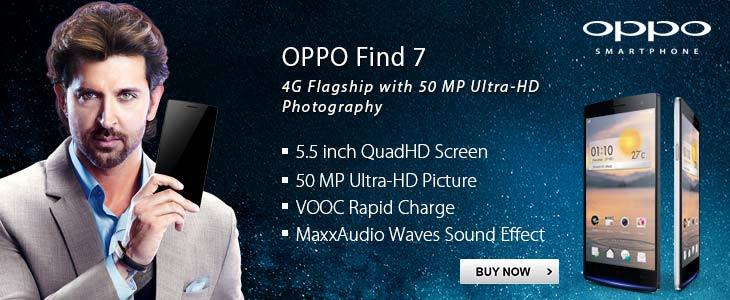 oppo
SMARTPHONE
OPPO Find 7
4G Flagship with 50 MP Ultra-HD
Photography
5.5 inch QuadHD Screen
50 MP Ultra-HD Picture
VOOC Rapid Charge
MaxxAudio Waves Sound Effect
BUY NOW >
01:10
27°C